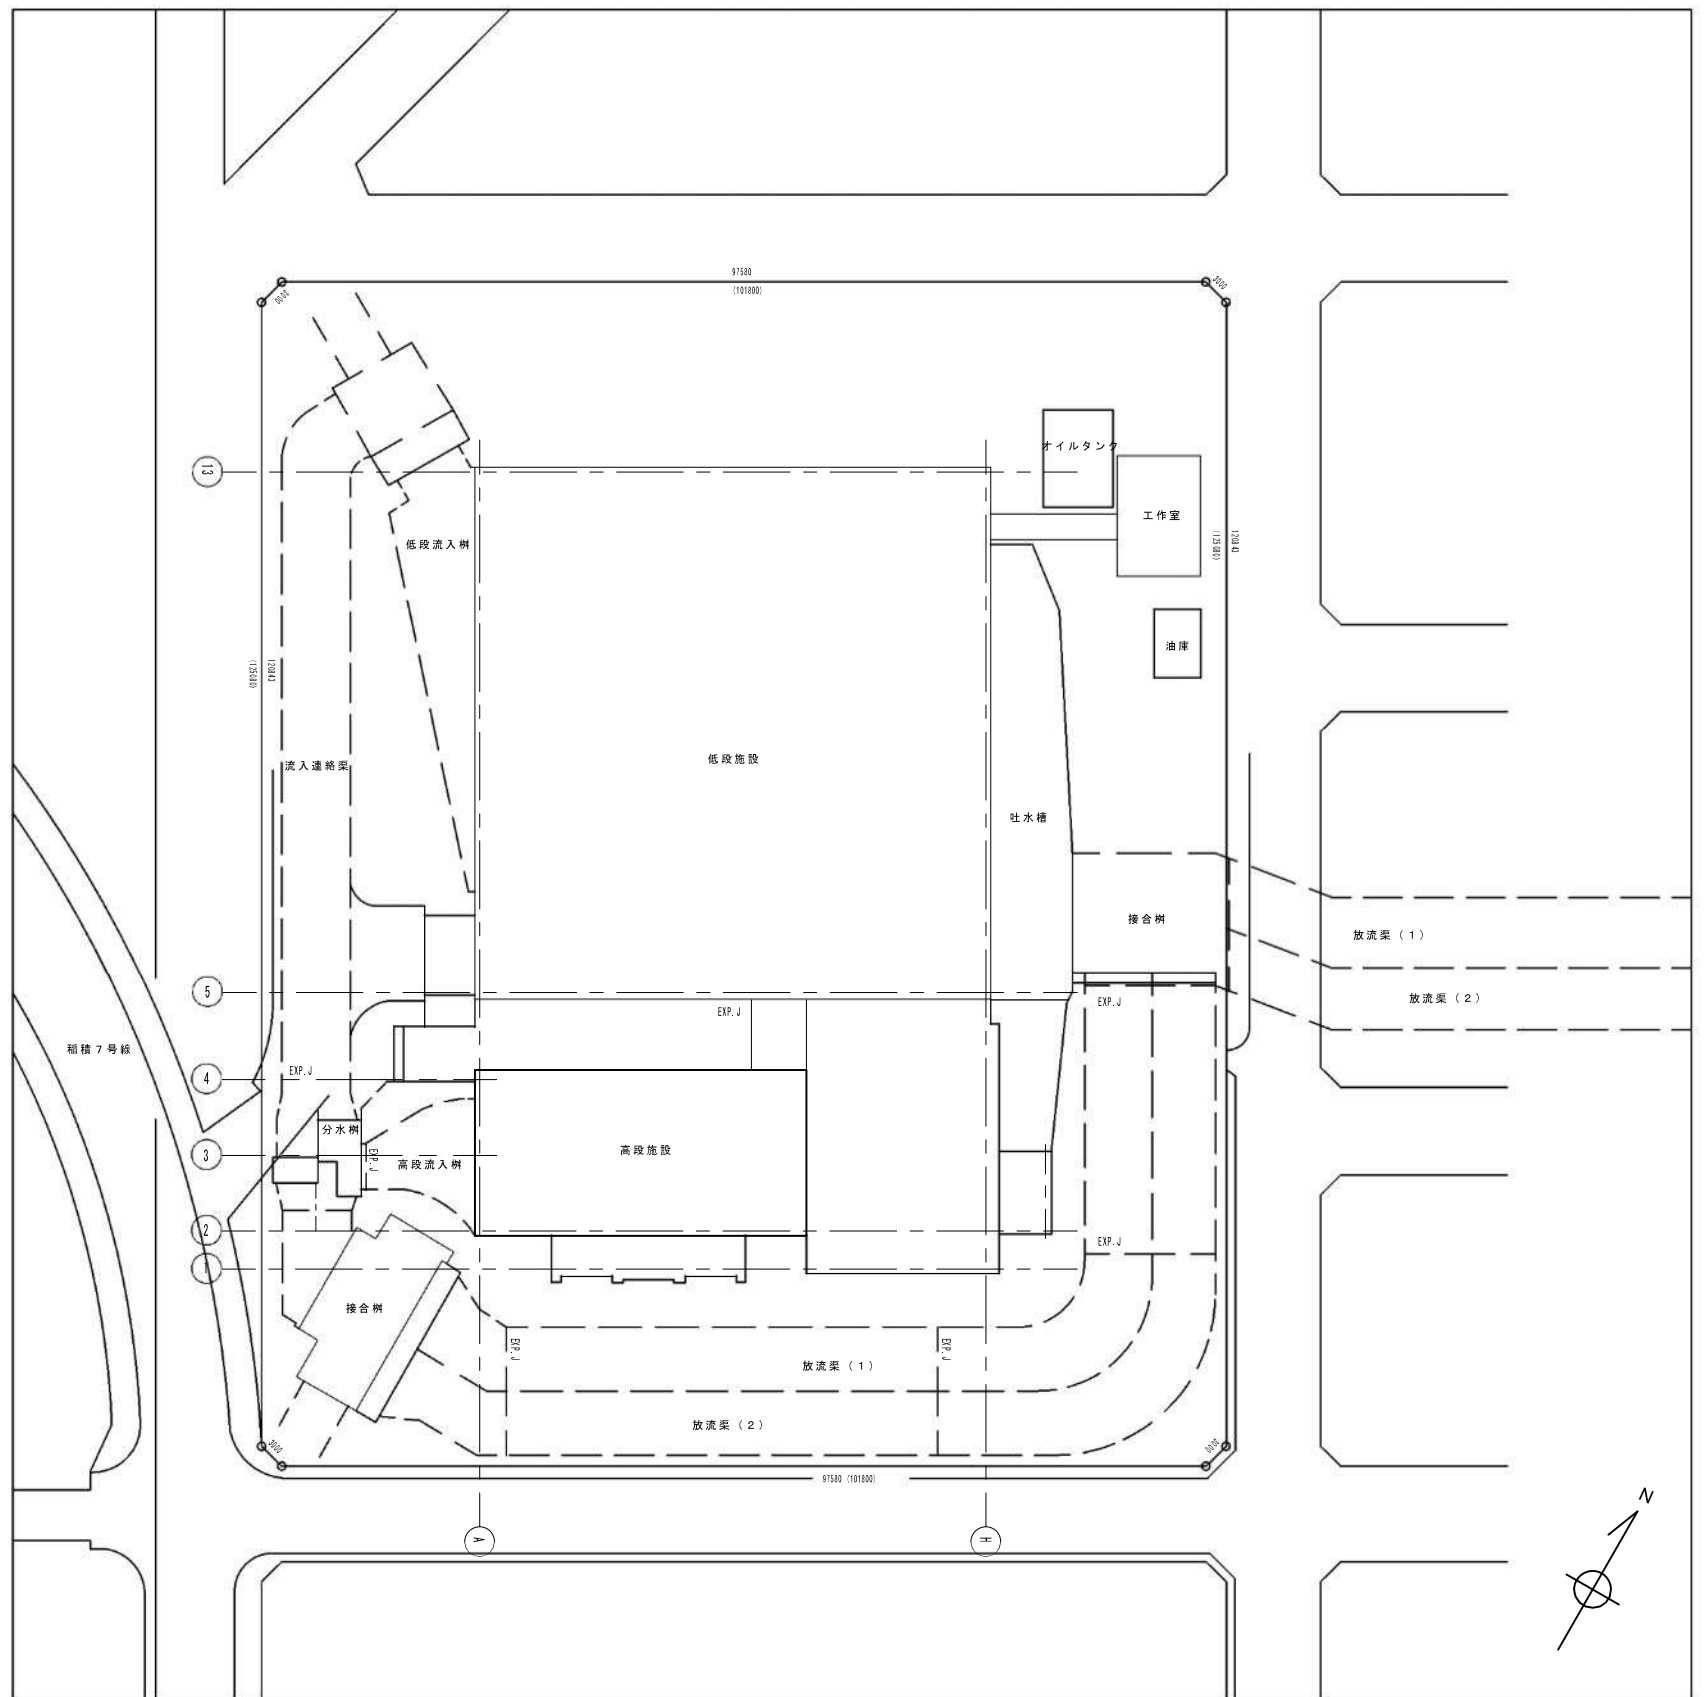 97580
(101800)
3000
3000
オイルタンク
13
工作室
低段流入桝
120843
(125080)
油庫
120843
(125080)
低段施設
流入連絡渠
吐水槽
接合桝
放流渠（1）
5
EXP.J
EXP.J
放流渠（2）
稲積7号線
4
EXP.J
分水桝
3
EXP.J
高段流入桝
高段施設
2
EXP.J
1
接合桝
EXP.J
EXP.J
放流渠（1）
放流渠（2）
3000
3000
97580 (101800)
N
A
H